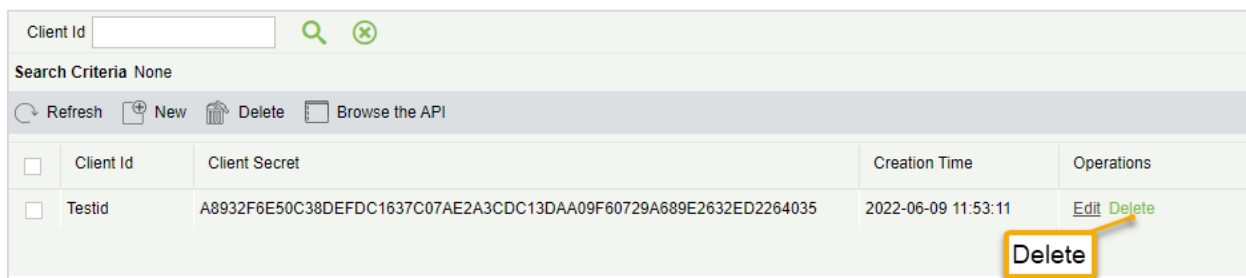 Client Id
Search Criteria None
Refresh New Delete Browse the API
Client Id Client Secret Creation Time Operations
Testid A8932F6E50C38DEFDC1637C07AE2A3CDC13DAA09F60729A689E2632ED2264035 2022-06-09 11:53:11 Edit Delete
Delete